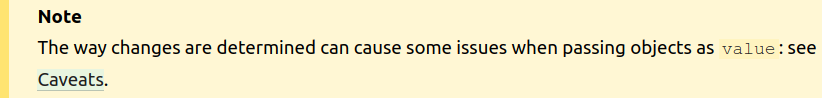 Note
The way changes are determined can cause some issues when passing objects as value: see
Caveats.